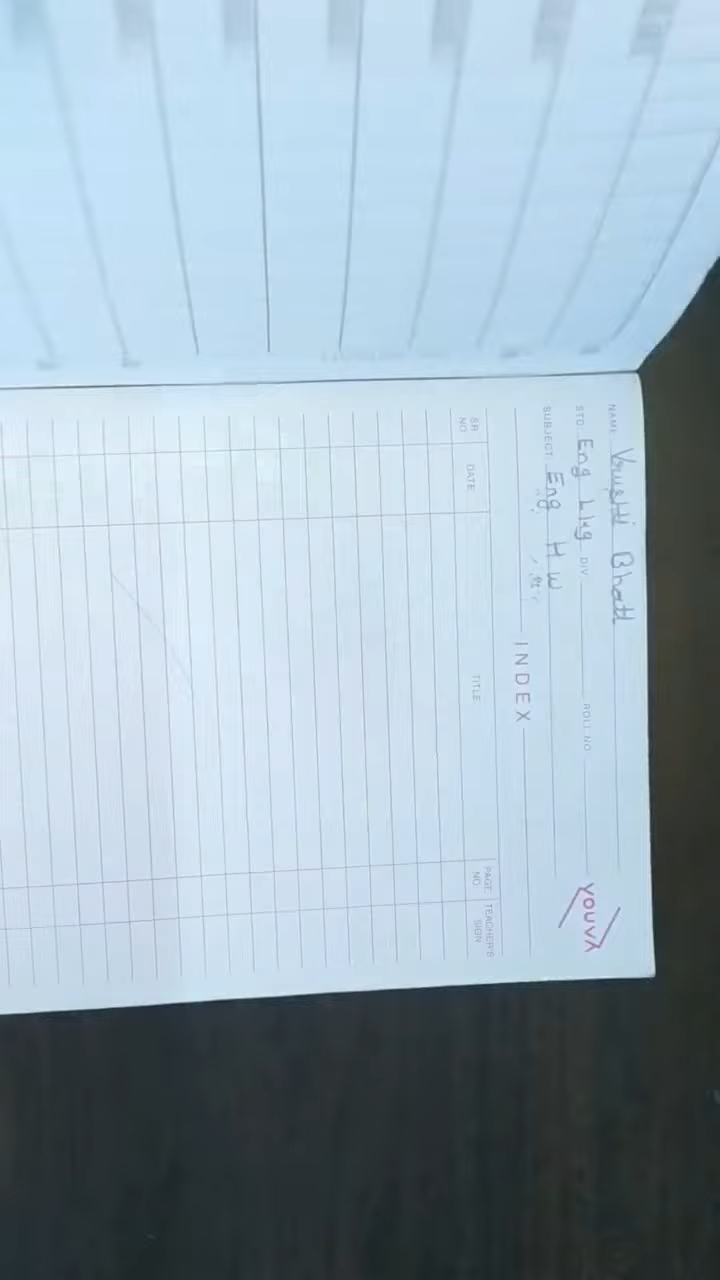 NAME Vrushti Bhatt
STD. Eng Lkg DIV. ROLL NO.
SUBJECT Eng H W
YOUVA
INDEX
SR NO DATE TITLE PAGE NO. TEACHER'S SIGN